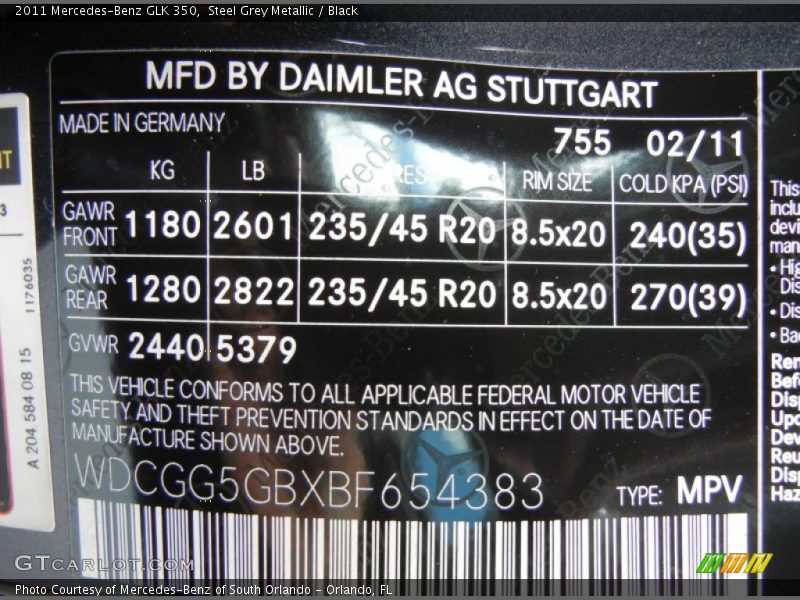 2011 Mercedes-Benz GLK 350,  Steel Grey Metallic / Black
MFD BY DAIMLER AG STUTTGART
MADE IN GERMANY
755 02/11
KG LB RIM SIZE COLD KPA (PSI)
GAWR FRONT 1180 2601 235/45 R20 8.5x20 240(35)
GAWR REAR 1280 2822 235/45 R20 8.5x20 270(39)
GVWR 2440 5379
THIS VEHICLE CONFORMS TO ALL APPLICABLE FEDERAL MOTOR VEHICLE
SAFETY AND THEFT PREVENTION STANDARDS IN EFFECT ON THE DATE OF
MANUFACTURE SHOWN ABOVE.
WDCGG5GBXBF654383
TYPE: MPV
A 204 584 08 15
1176035
This
• Dis
GTCarLot.com
Photo Courtesy of Mercedes-Benz of South Orlando - Orlando, FL